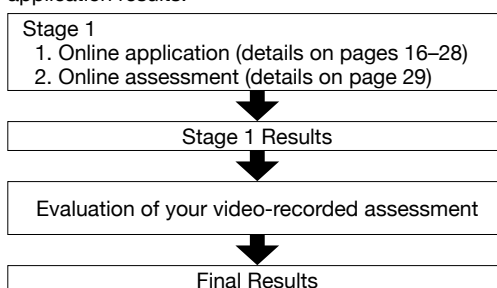 application results.
Stage 1
1. Online application (details on pages 16–28)
2. Online assessment (details on page 29)
Stage 1 Results
Evaluation of your video-recorded assessment
Final Results